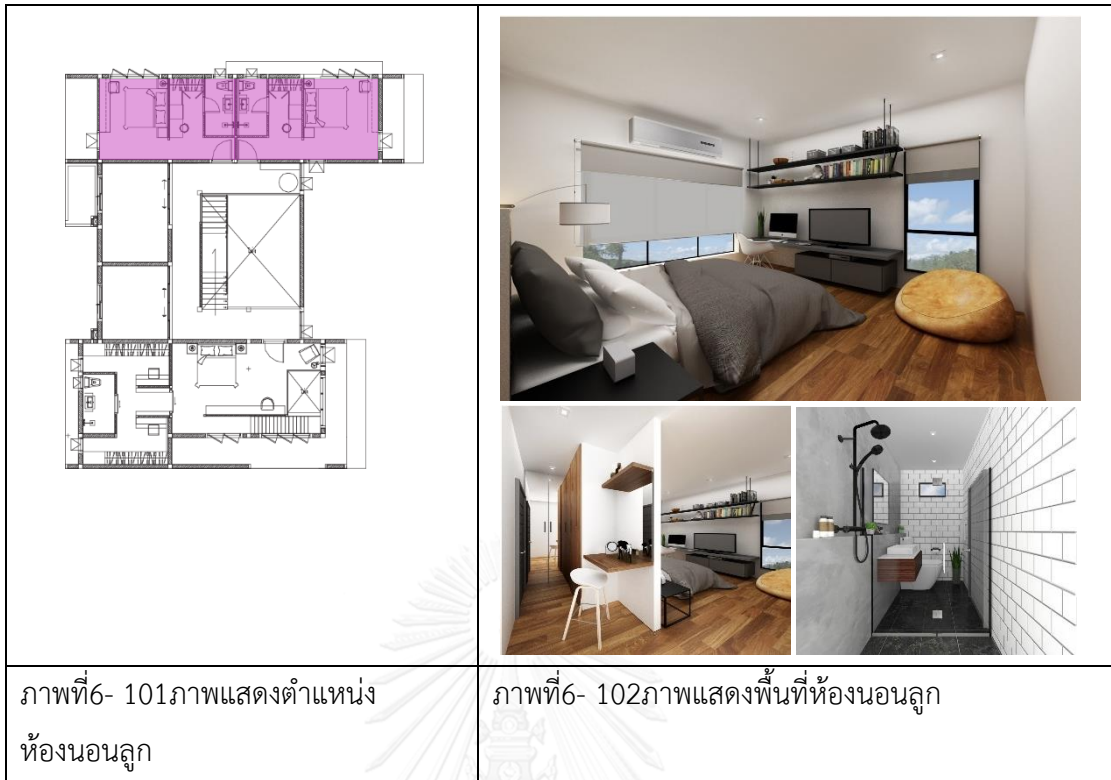 ภาพที่6- 101ภาพแสดงตำแหน่ง
ห้องนอนลูก
ภาพที่6- 102ภาพแสดงพื้นที่ห้องนอนลูก